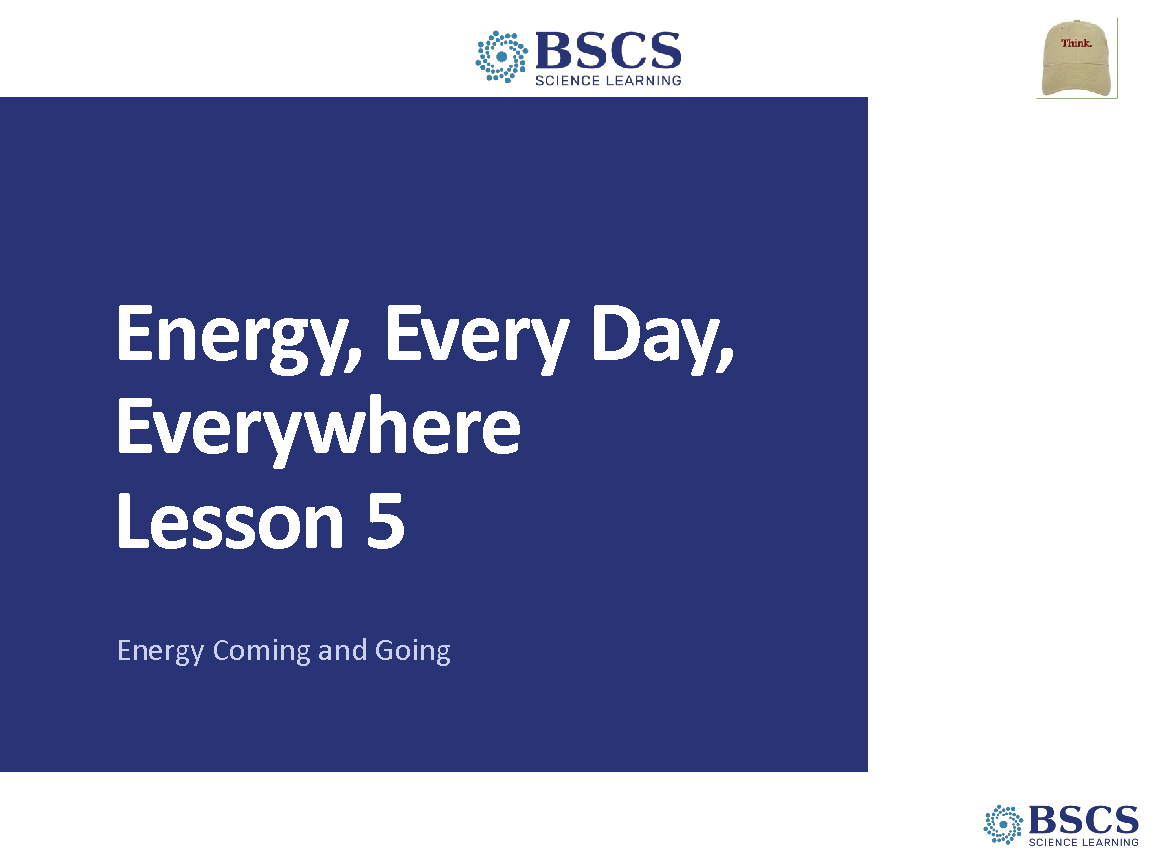 BSCS
SCIENCE LEARNING
Think.
Energy, Every Day,
Everywhere
Lesson 5
Energy Coming and Going
BSCS
SCIENCE LEARNING